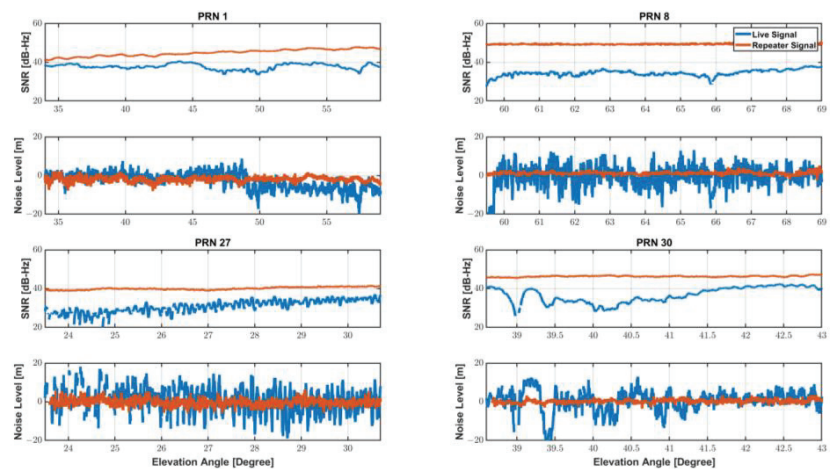 PRN 1
SNR [dB-Hz]
60
40
20
35 40 45 50 55
Noise Level [m]
20
0
−20
35 40 45 50 55
PRN 8
SNR [dB-Hz]
60
40
20
Live Signal
Repeater Signal
60 61 62 63 64 65 66 67 68 69
Noise Level [m]
20
0
−20
60 61 62 63 64 65 66 67 68 69
PRN 27
SNR [dB-Hz]
60
40
20
24 25 26 27 28 29 30
Noise Level [m]
20
0
−20
24 25 26 27 28 29 30
Elevation Angle [Degree]
PRN 30
SNR [dB-Hz]
60
40
20
39 39.5 40 40.5 41 41.5 42 42.5 43
Noise Level [m]
20
0
−20
39 39.5 40 40.5 41 41.5 42 42.5 43
Elevation Angle [Degree]